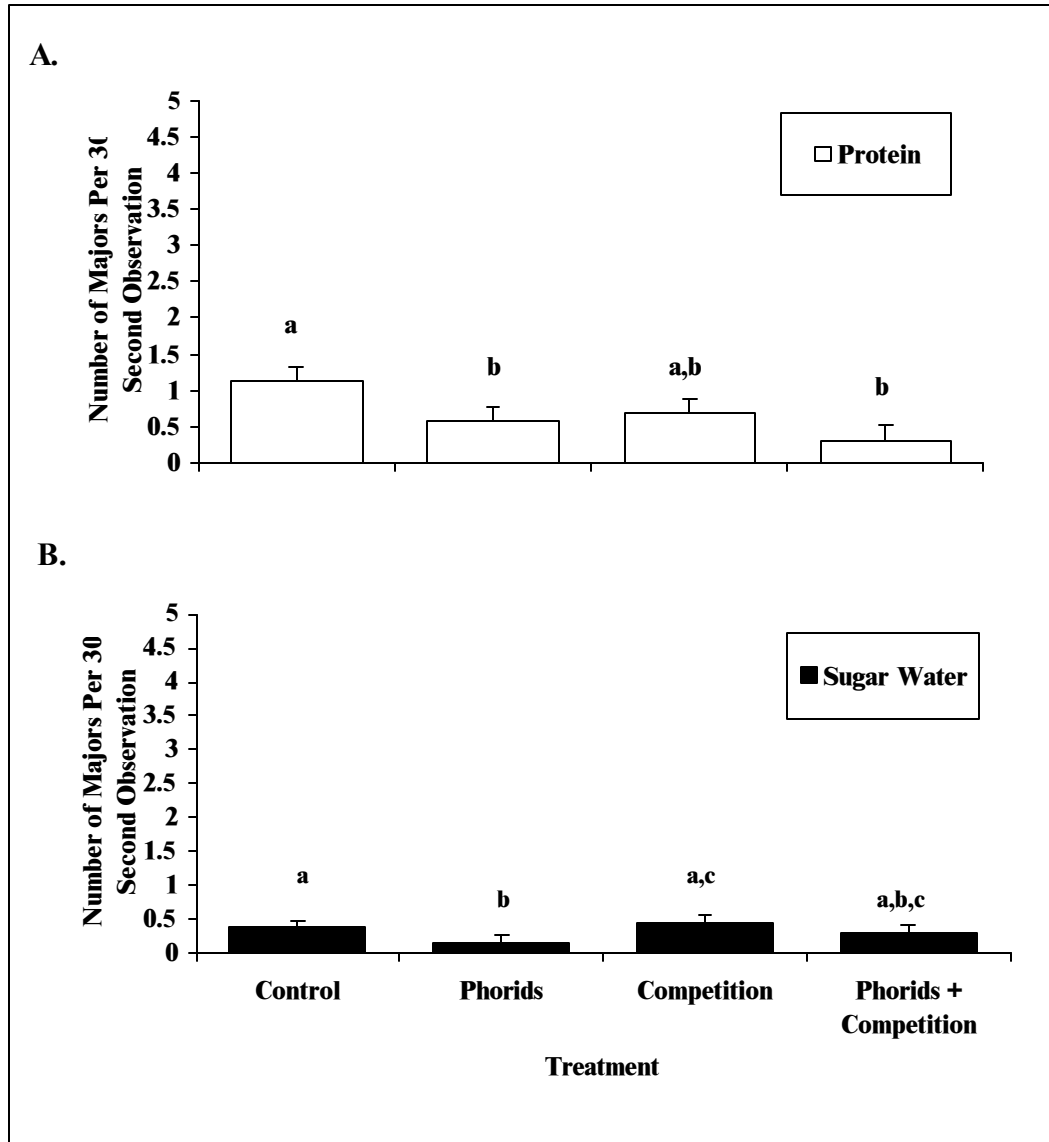 A.
Number of Majors Per 3(
Second Observation
5
4.5
4
3.5
3
2.5
2
1.5
1
0.5
0
Protein
a
b
a,b
b
B.
Number of Majors Per 30
Second Observation
5
4.5
4
3.5
3
2.5
2
1.5
1
0.5
0
Sugar Water
a
b
a,c
a,b,c
Control
Phorids
Competition
Phorids +
Competition
Treatment